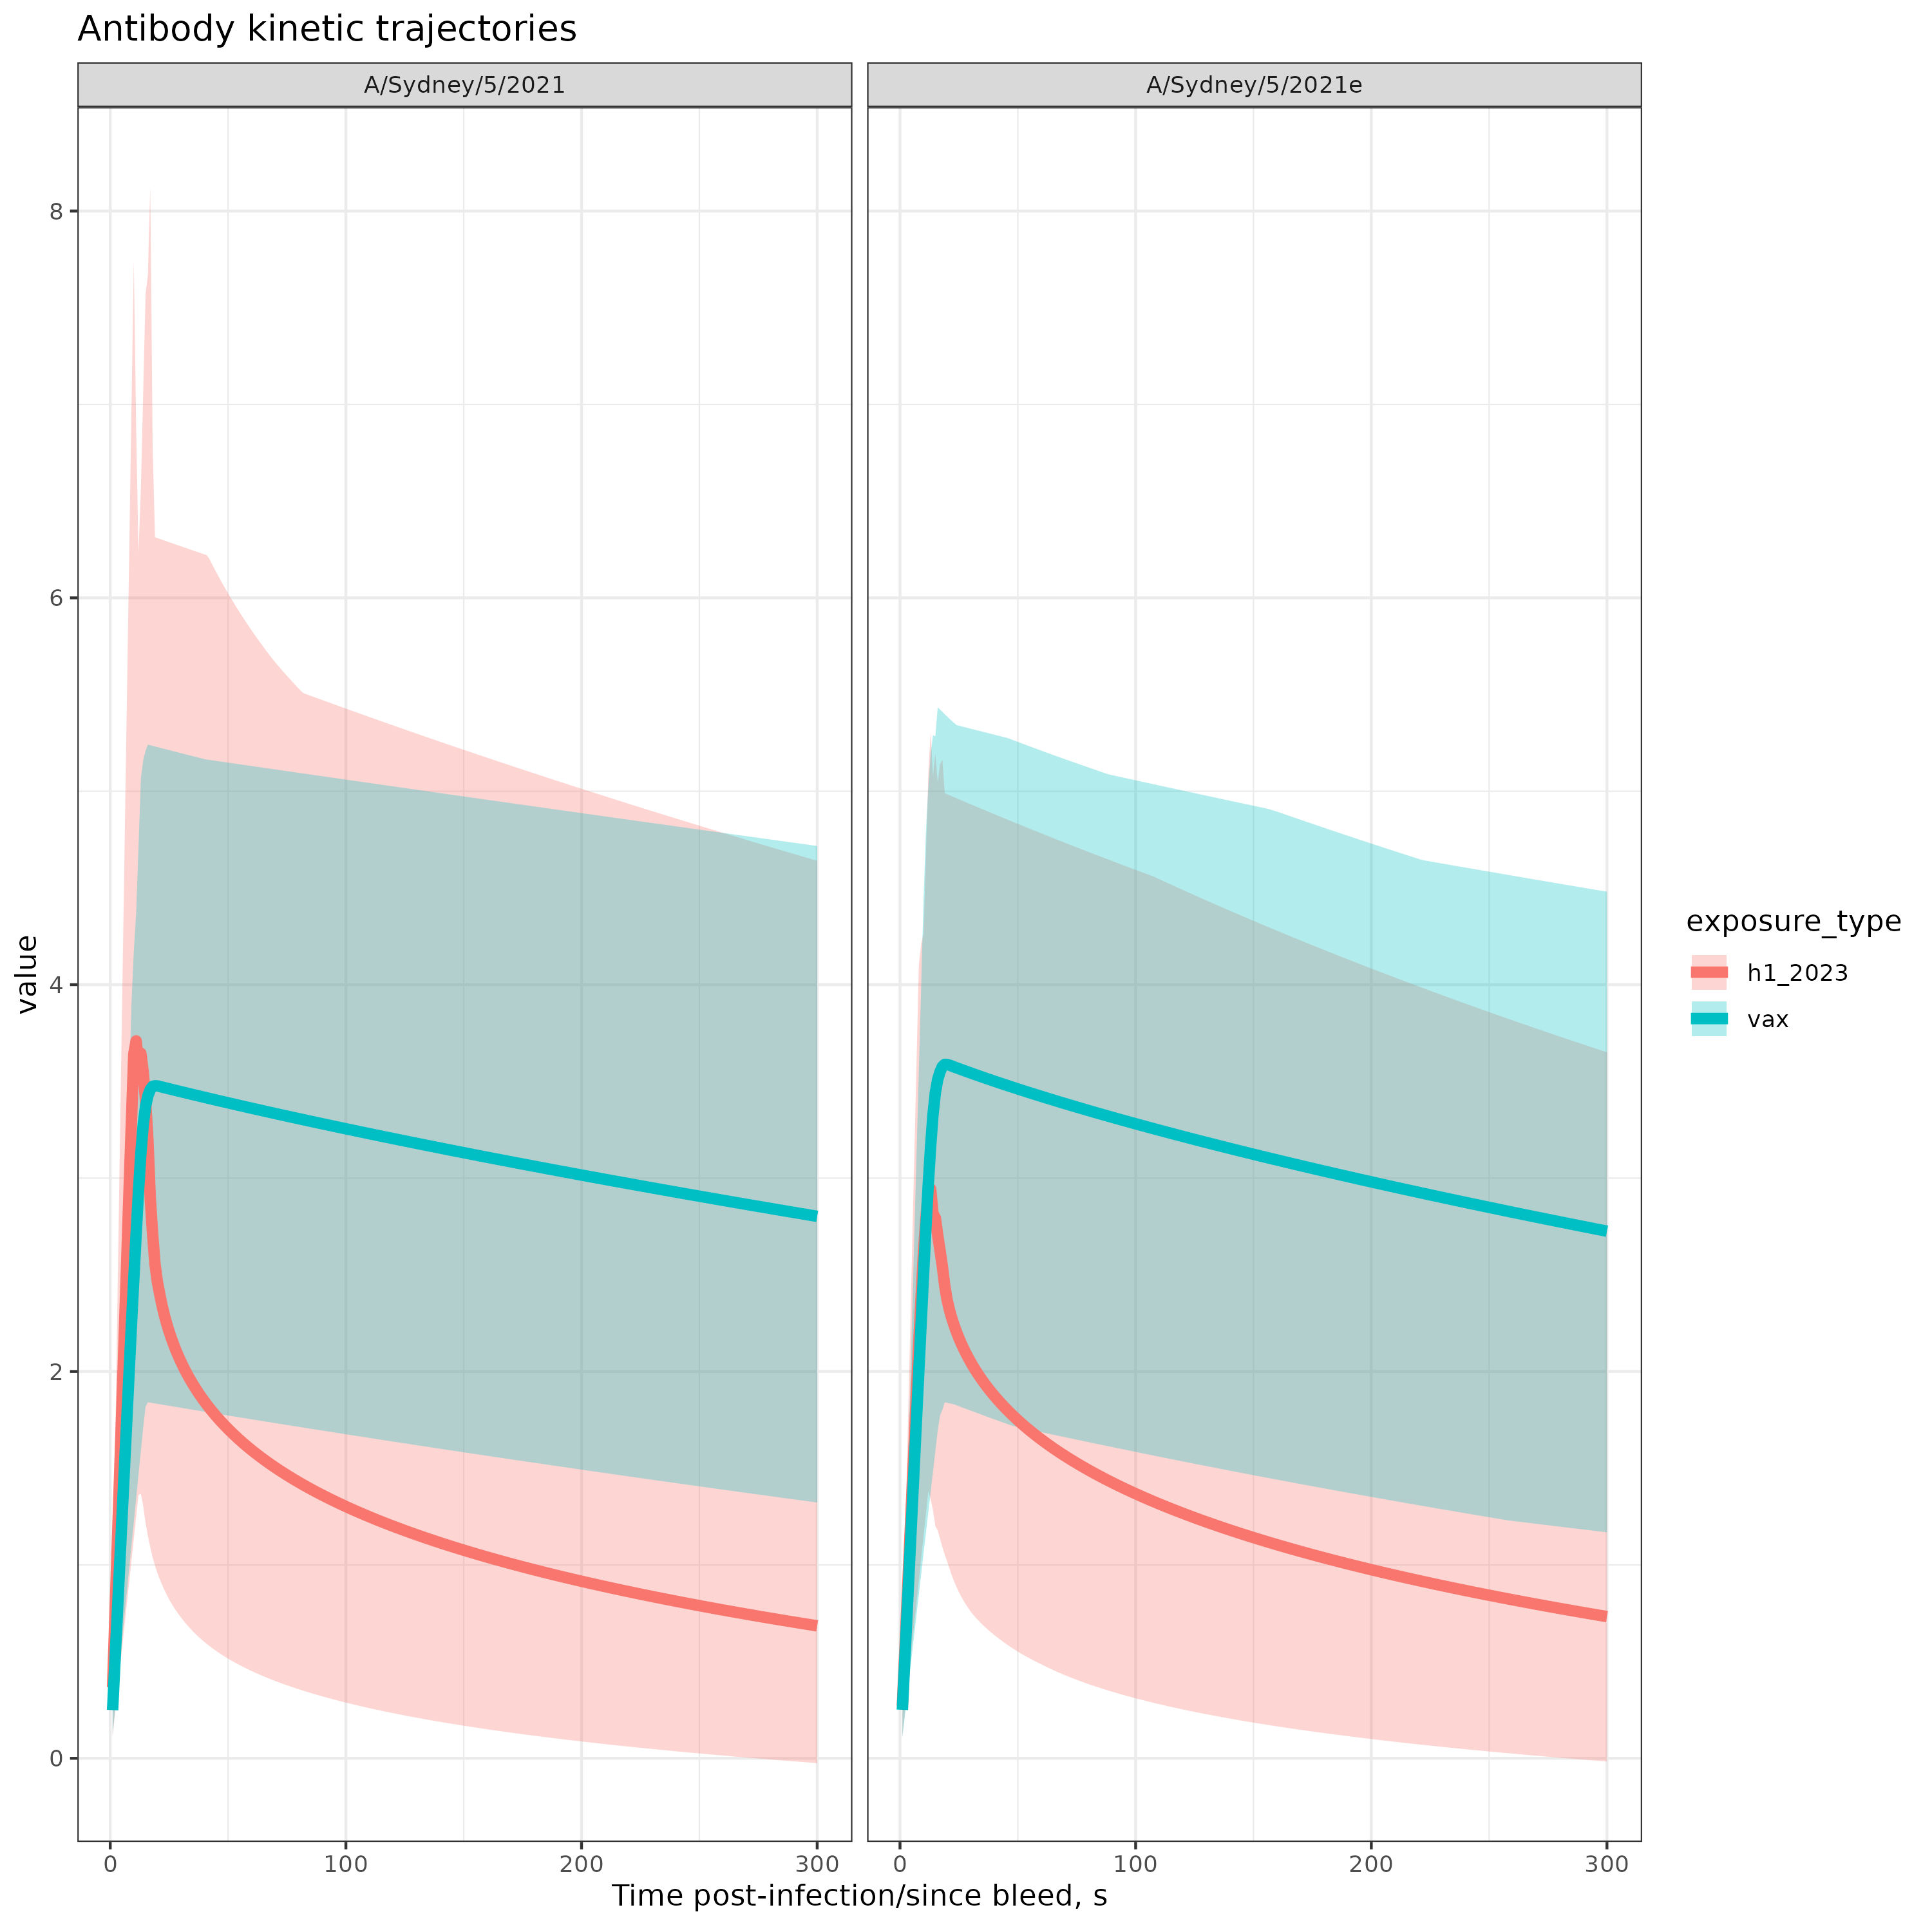 Antibody kinetic trajectories
A/Sydney/5/2021
A/Sydney/5/2021e
8
6
4
2
0
value
0
100
200
300
0
100
200
300
Time post-infection/since bleed, s
exposure_type
h1_2023
vax